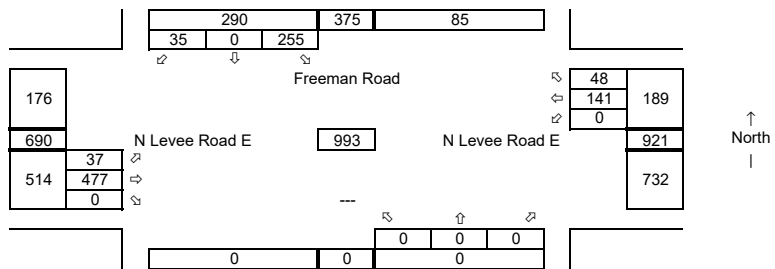 290 375 85
35 0 255
⬃ ⇩ ⬂
Freeman Road
⬁ 48
176 ⇦ 141 189
⬃ 0 ↑
690 N Levee Road E 993 N Levee Road E 921 North
37 ⬀ |
514 477 ⇨ 732
0 ⬂ ---
⬁ ⇧ ⬀
0 0 0
0 0 0